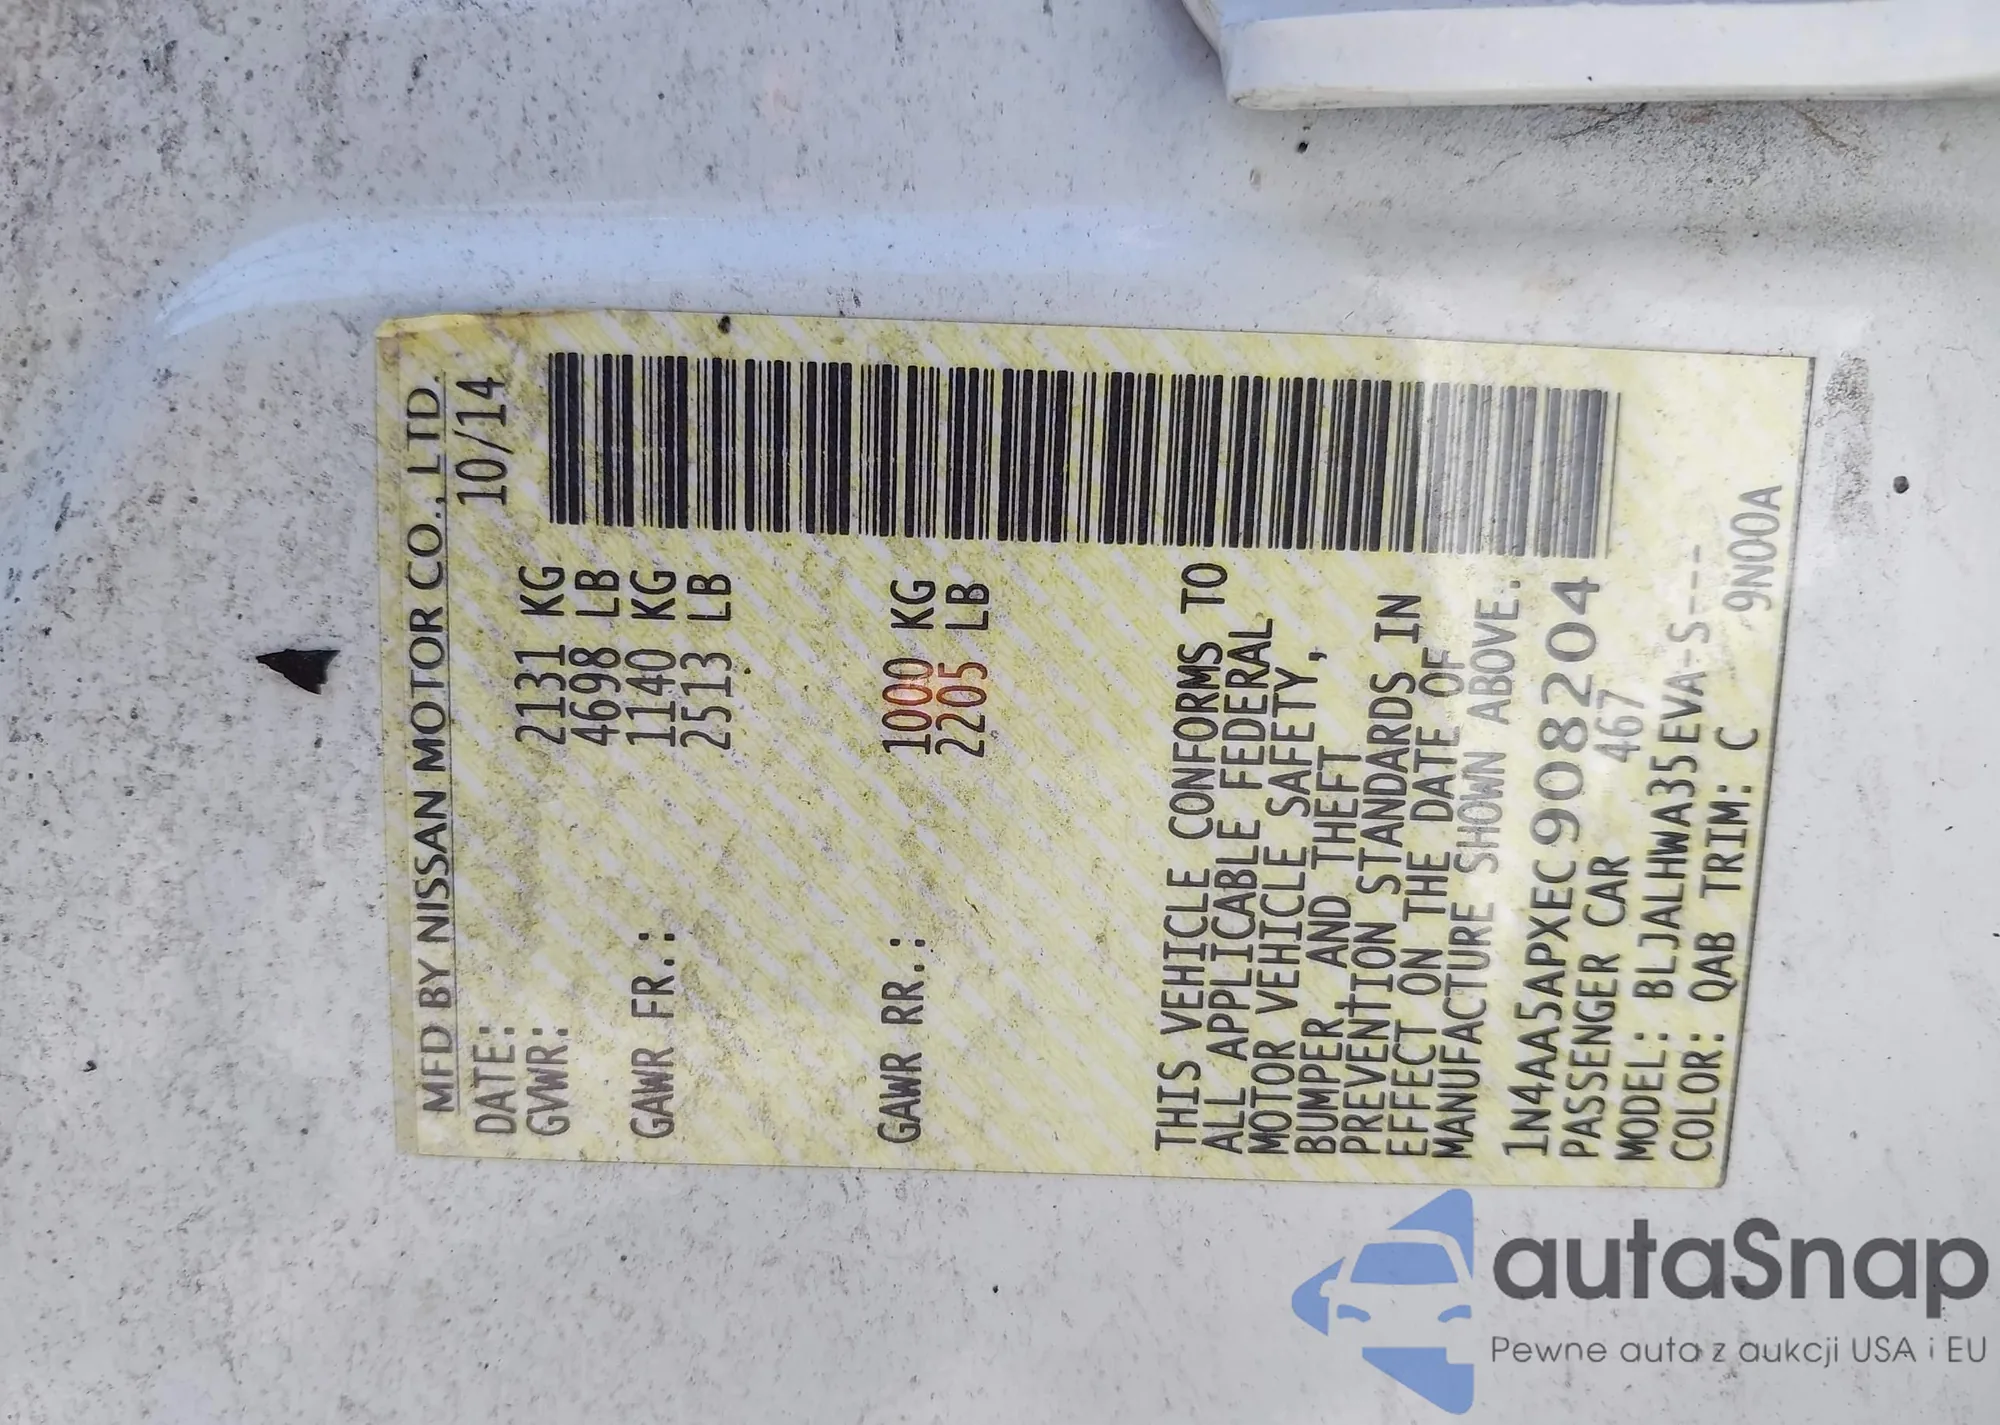 MFD BY NISSAN MOTOR CO., LTD.
DATE: 10/14
GVWR: 2131 KG
4698 LB
GAWR FR.: 1140 KG
2513 LB
GAWR RR.: 1000 KG
2205 LB
THIS VEHICLE CONFORMS TO
ALL APPLICABLE FEDERAL
MOTOR VEHICLE SAFETY,
BUMPER AND THEFT
PREVENTION STANDARDS IN
EFFECT ON THE DATE OF
MANUFACTURE SHOWN ABOVE.
1N4AA5APXEC908204
PASSENGER CAR 467
MODEL: BLJALHWA35EVA-S---
COLOR: QAB TRIM: C 9N00A
autaSnap
Pewne auta z aukcji USA i EU